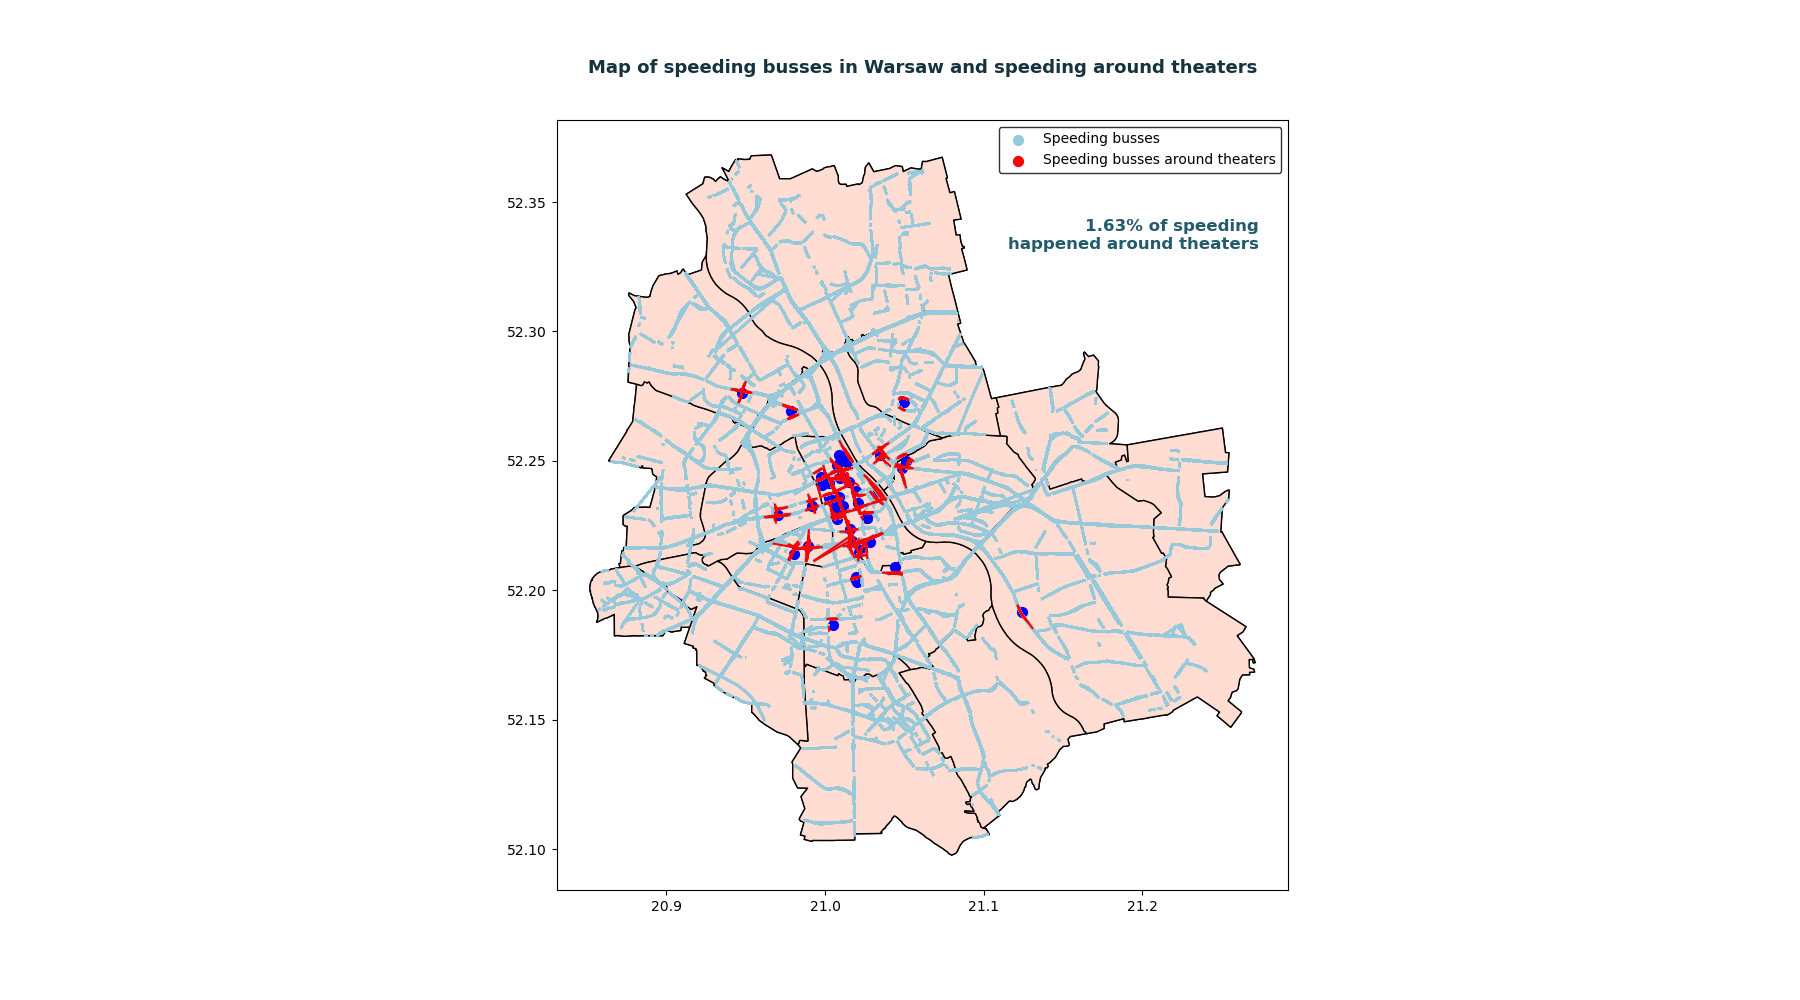 Map of speeding busses in Warsaw and speeding around theaters
Speeding busses
Speeding busses around theaters
1.63% of speeding
happened around theaters
52.35
52.30
52.25
52.20
52.15
52.10
20.9
21.0
21.1
21.2